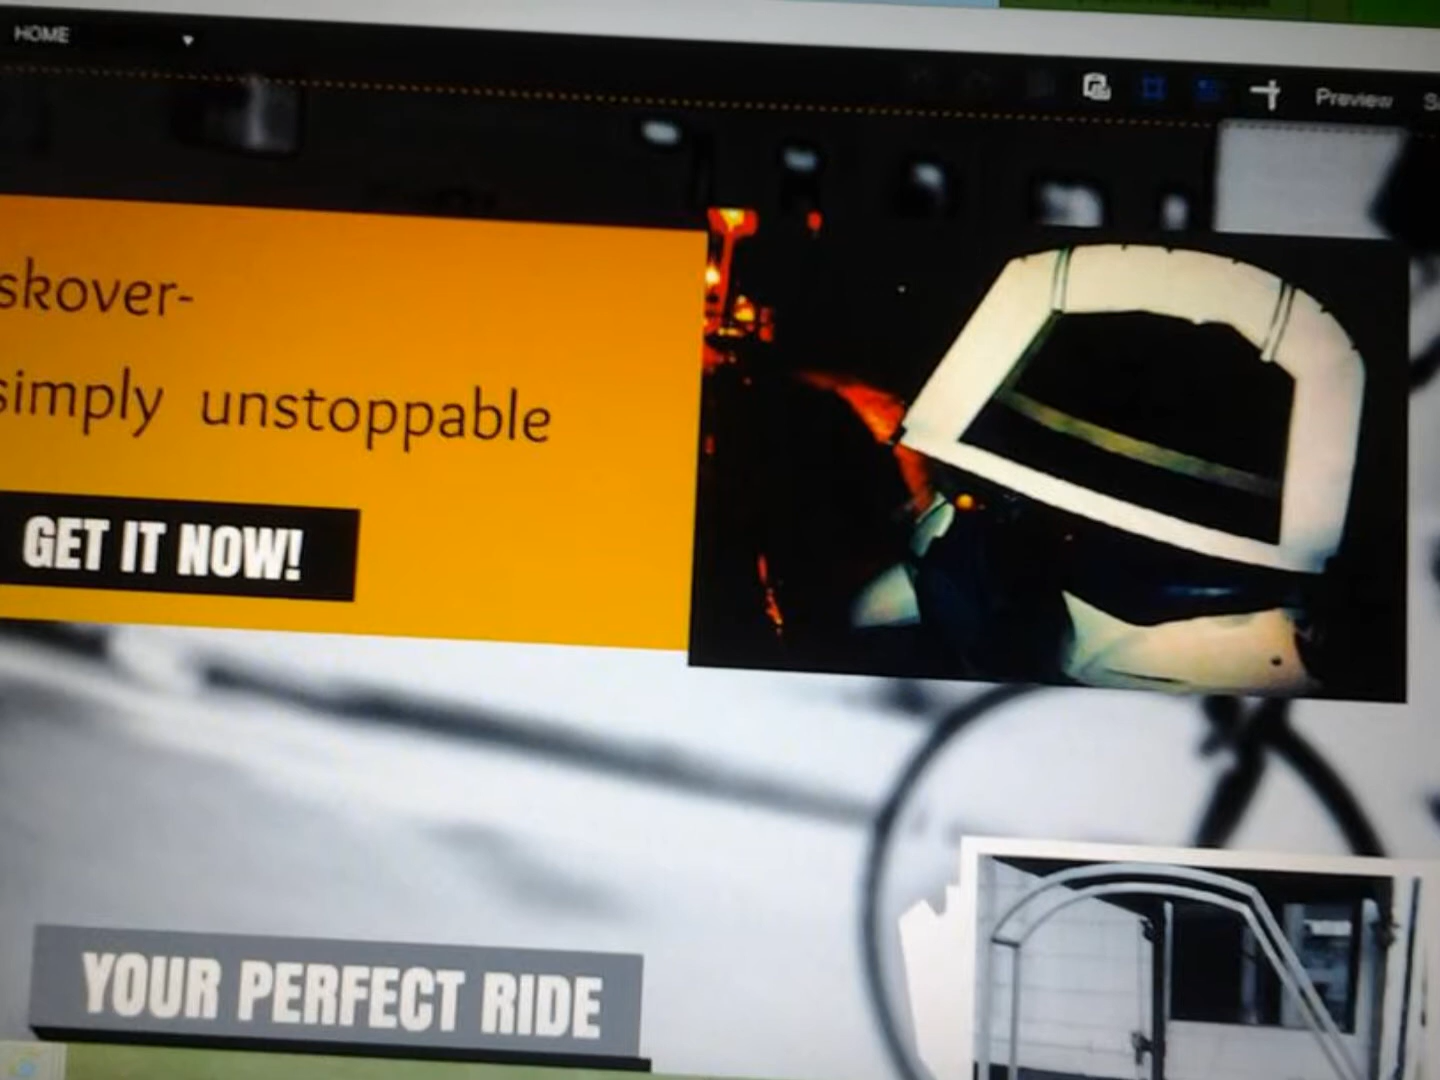 HOME
Preview
skover-
simply unstoppable
GET IT NOW!
YOUR PERFECT RIDE